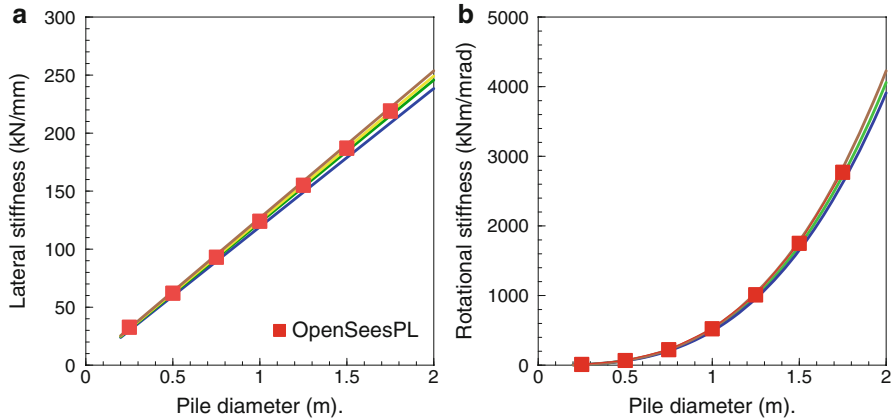 a
300
250
200
150
100
50
0
Lateral stiffness (kN/mm)
OpenSeesPL
0 0.5 1 1.5 2
Pile diameter (m).
b
5000
4000
3000
2000
1000
0
Rotational stiffness (kNm/mrad)
0 0.5 1 1.5 2
Pile diameter (m).